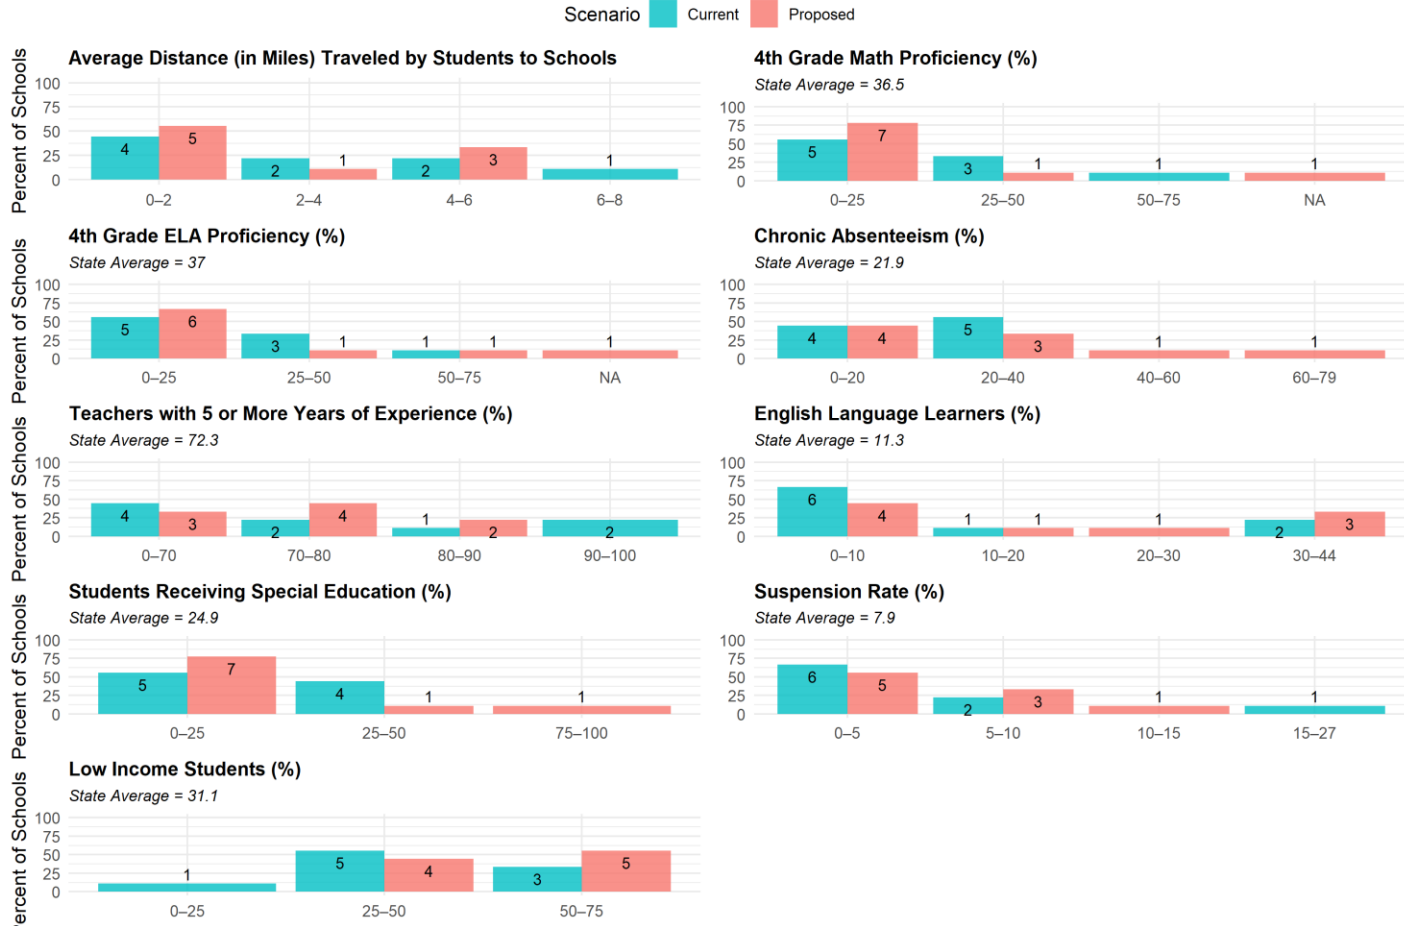 Scenario Current Proposed
Average Distance (in Miles) Traveled by Students to Schools
Percent of Schools
100
75
50
25
0
4 5 2 1 2 3 1
0–2 2–4 4–6 6–8
4th Grade Math Proficiency (%)
State Average = 36.5
100
75
50
25
0
5 7 3 1 1 1
0–25 25–50 50–75 NA
4th Grade ELA Proficiency (%)
State Average = 37
Percent of Schools
100
75
50
25
0
5 6 3 1 1 1 1
0–25 25–50 50–75 NA
Chronic Absenteeism (%)
State Average = 21.9
100
75
50
25
0
4 4 5 3 1 1
0–20 20–40 40–60 60–79
Teachers with 5 or More Years of Experience (%)
State Average = 72.3
Percent of Schools
100
75
50
25
0
4 3 2 4 1 2 2
0–70 70–80 80–90 90–100
English Language Learners (%)
State Average = 11.3
100
75
50
25
0
6 4 1 1 1 2 3
0–10 10–20 20–30 30–44
Students Receiving Special Education (%)
State Average = 24.9
Percent of Schools
100
75
50
25
0
5 7 4 1 1
0–25 25–50 75–100
Suspension Rate (%)
State Average = 7.9
100
75
50
25
0
6 5 2 3 1 1
0–5 5–10 10–15 15–27
Low Income Students (%)
State Average = 31.1
ercent of Schools
100
75
50
25
0
1 5 4 3 5
0–25 25–50 50–75